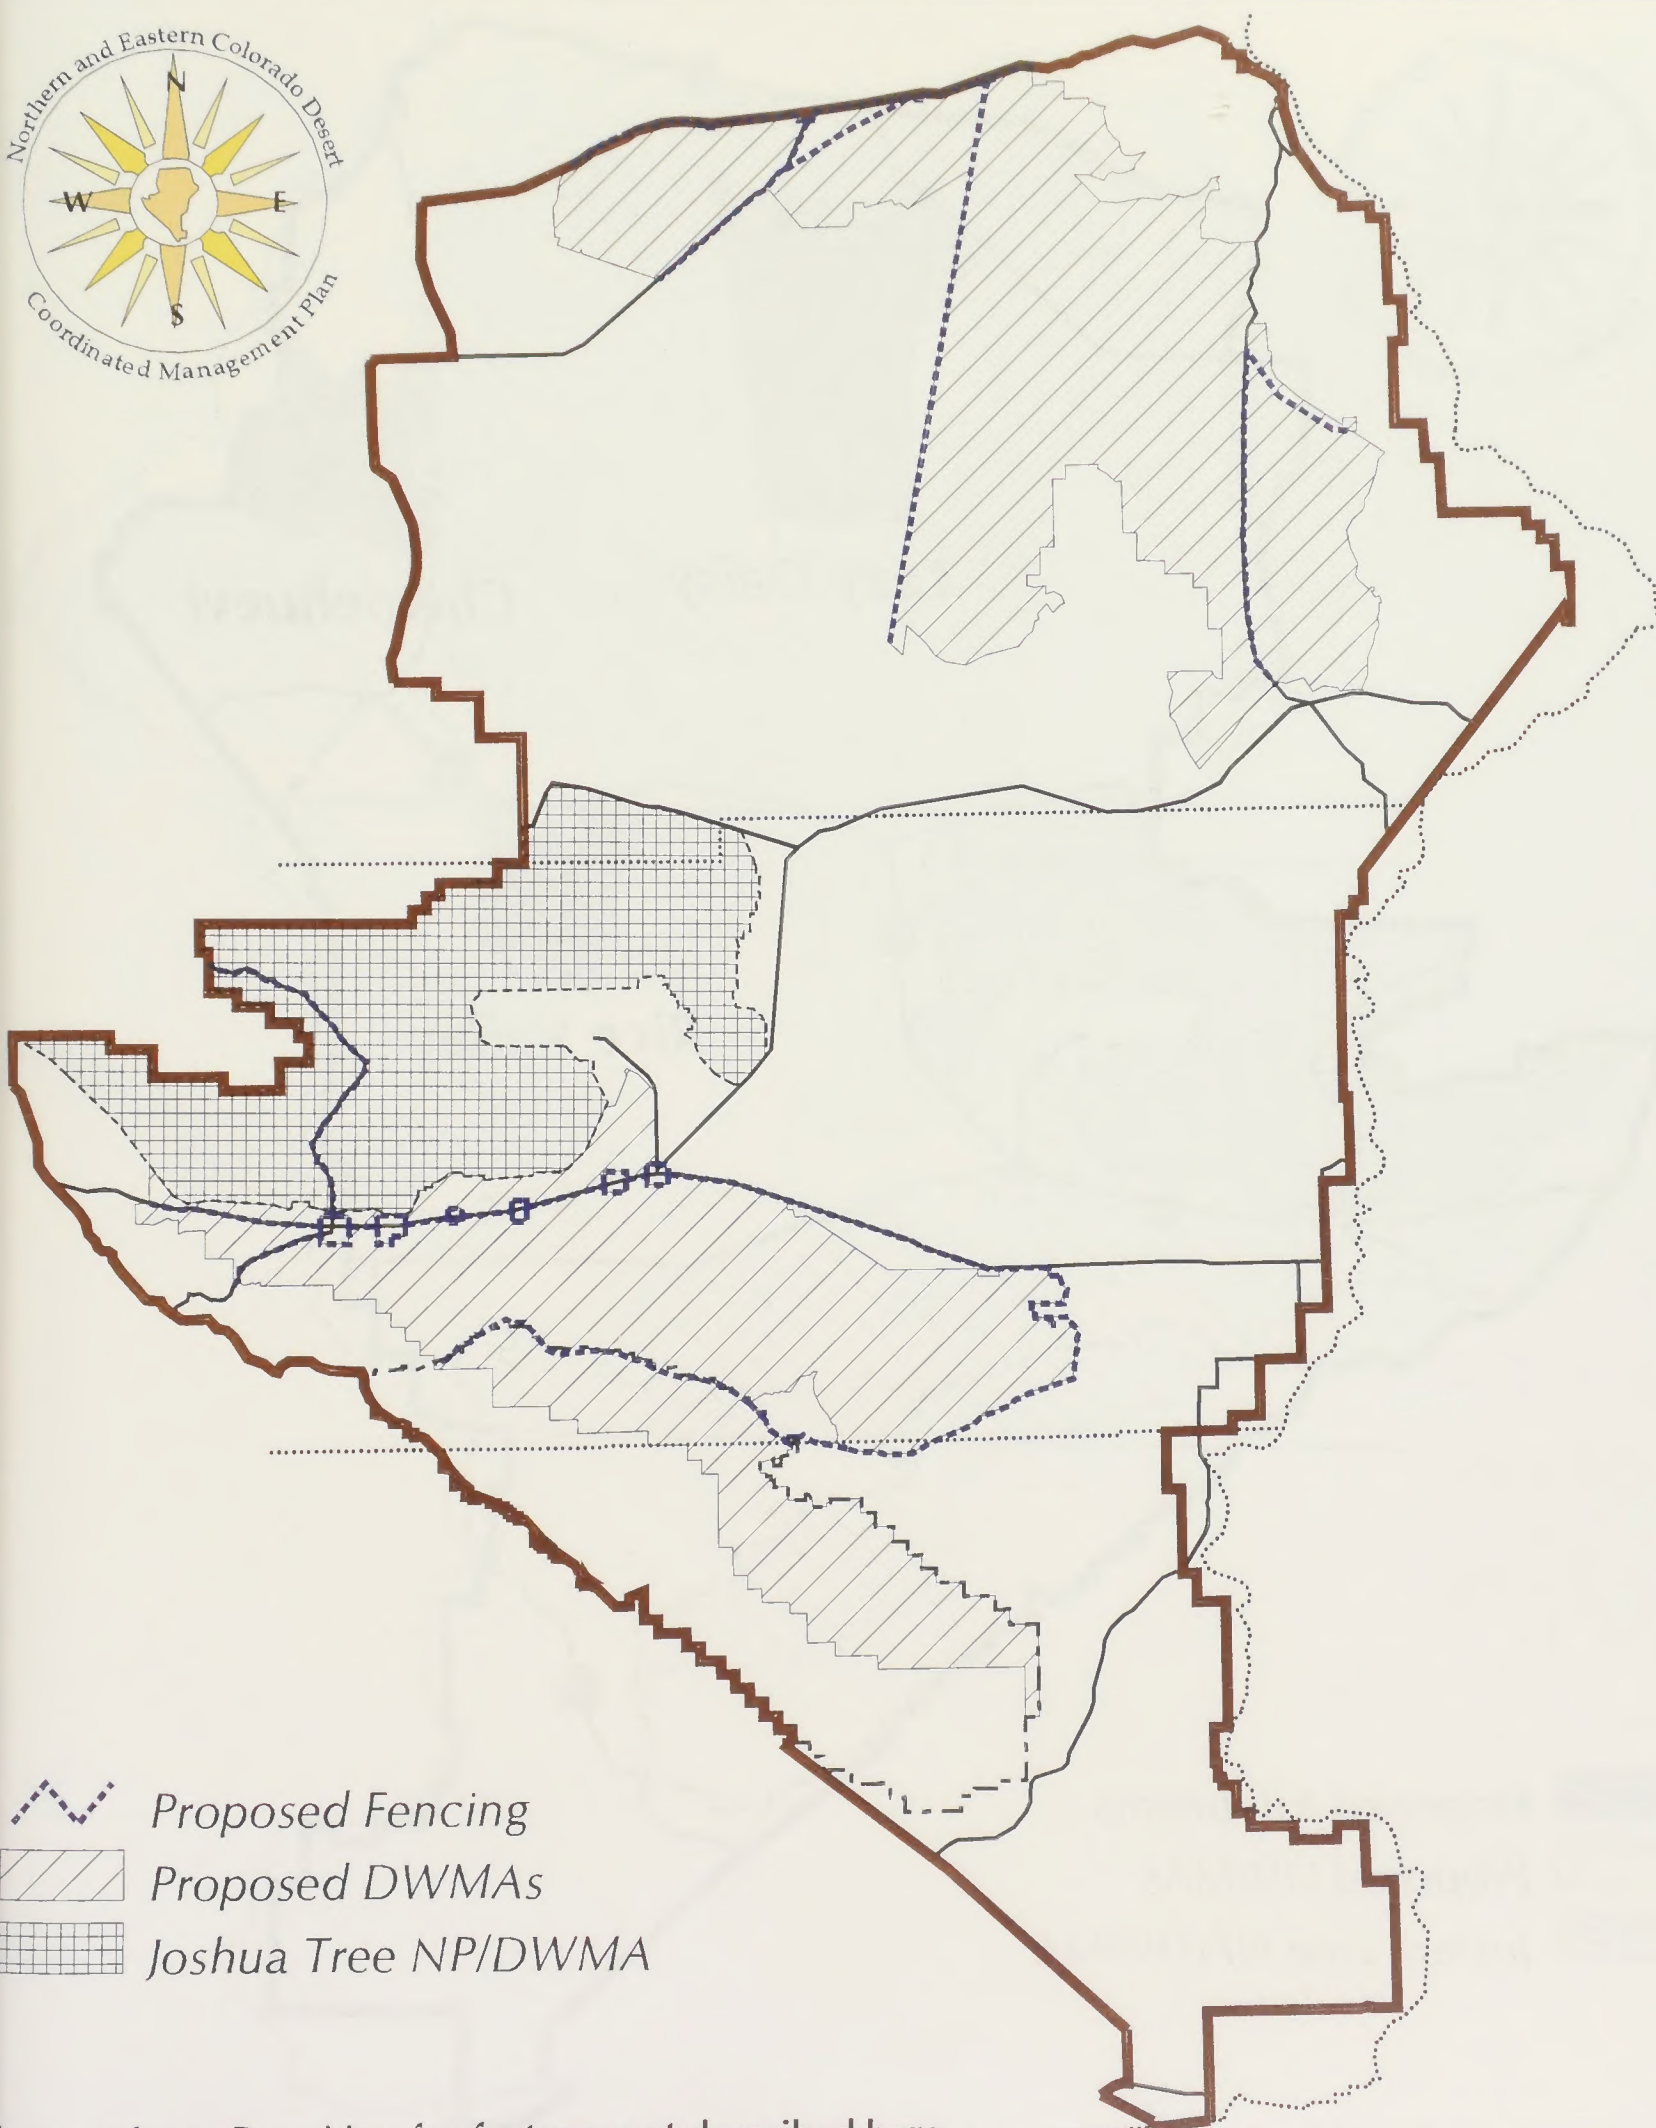 Northern and Eastern Colorado Desert
N
W
E
S
Coordinated Management Plan
Proposed Fencing
Proposed DWMAs
Joshua Tree NP/DWMA